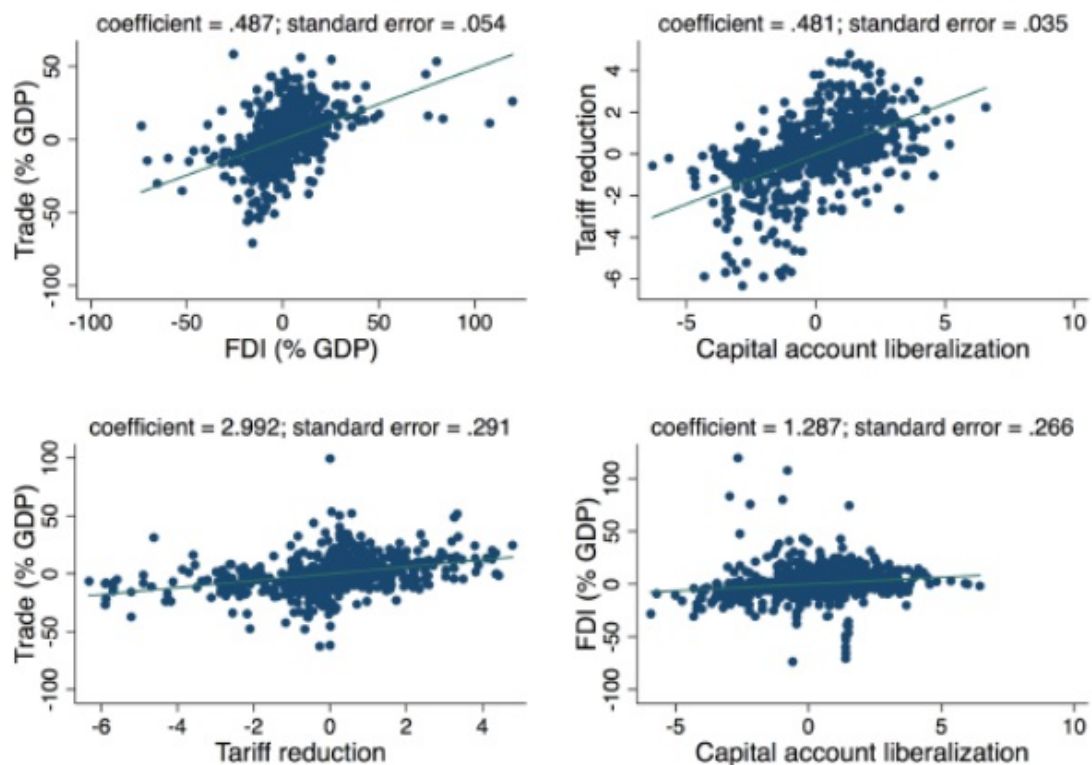 coefficient = .487; standard error = .054
Trade (% GDP)
50
0
-50
-100
-100 -50 0 50 100
FDI (% GDP)
coefficient = .481; standard error = .035
Tariff reduction
4
2
0
-2
-4
-6
-5 0 5 10
Capital account liberalization
coefficient = 2.992; standard error = .291
Trade (% GDP)
100
50
0
-50
-100
-6 -4 -2 0 2 4
Tariff reduction
coefficient = 1.287; standard error = .266
FDI (% GDP)
100
50
0
-50
-100
-5 0 5 10
Capital account liberalization